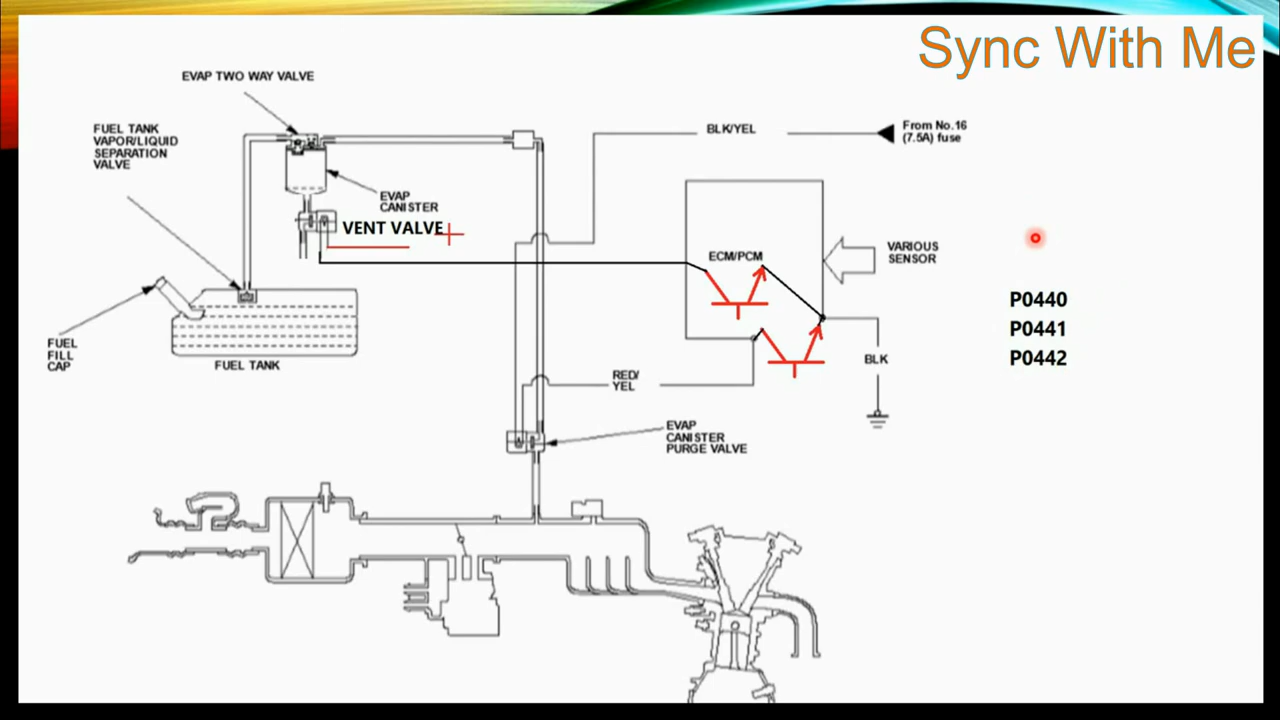 Sync With Me
EVAP TWO WAY VALVE
FUEL TANK
VAPOR/LIQUID
SEPARATION
VALVE
BLK/YEL
From No.16
(7.5A) fuse
EVAP
CANISTER
VENT VALVE
ECM/PCM
VARIOUS
SENSOR
P0440
P0441
P0442
FUEL
FILL
CAP
FUEL TANK
RED/
YEL
BLK
EVAP
CANISTER
PURGE VALVE